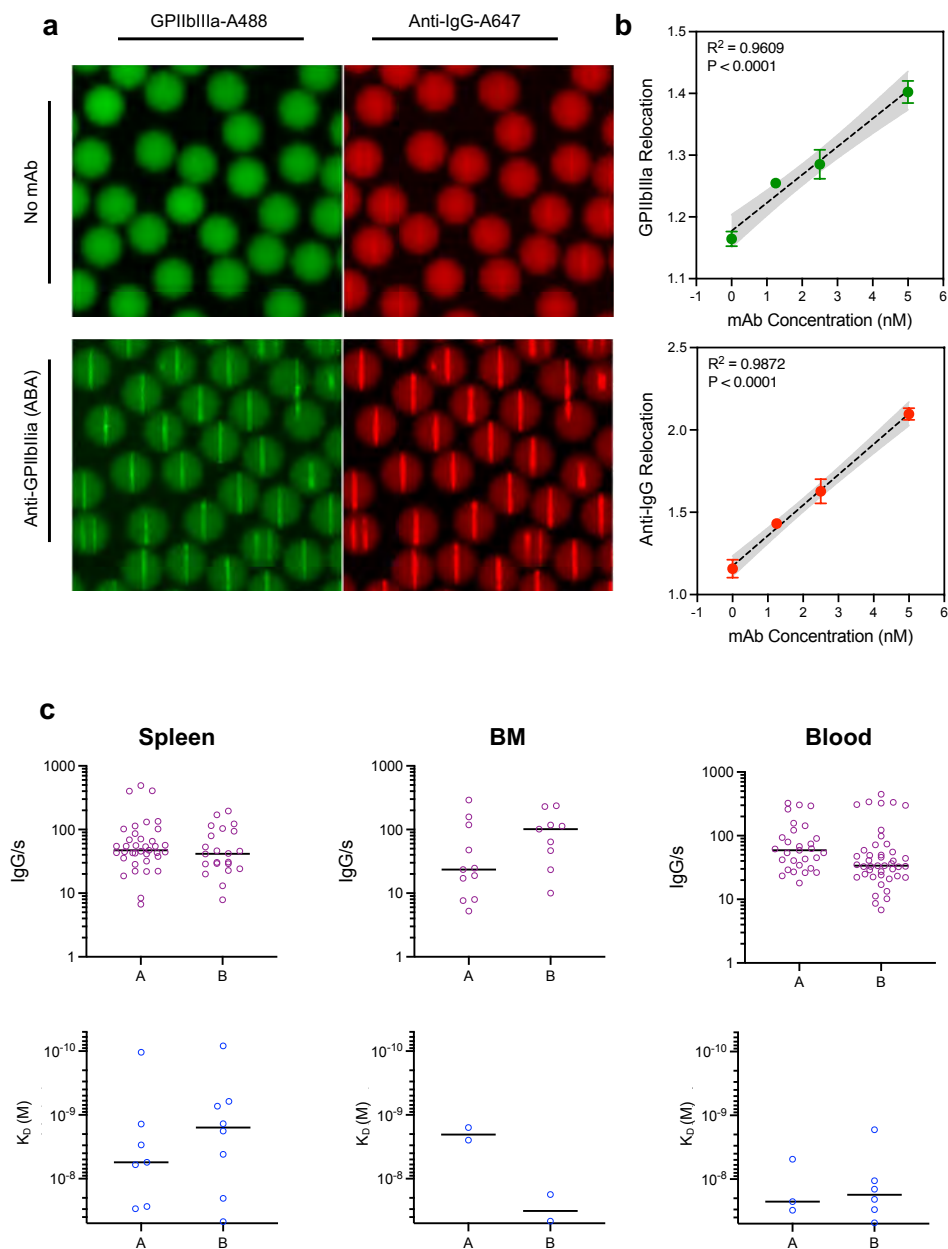 a
GPIIbIIIa-A488
Anti-IgG-A647
No mAb
Anti-GPIIbIIIa (ABA)
b
R² = 0.9609
P < 0.0001
GPIIbIIIa Relocation
1.5
1.4
1.3
1.2
1.1
-1 0 1 2 3 4 5 6
mAb Concentration (nM)
R² = 0.9872
P < 0.0001
Anti-IgG Relocation
2.5
2.0
1.5
1.0
-1 0 1 2 3 4 5 6
mAb Concentration (nM)
c
Spleen
IgG/s
1000
100
10
1
A B
BM
IgG/s
1000
100
10
1
A B
Blood
IgG/s
1000
100
10
1
A B
K_D (M)
10⁻¹⁰
10⁻⁹
10⁻⁸
A B
K_D (M)
10⁻¹⁰
10⁻⁹
10⁻⁸
A B
K_D (M)
10⁻¹⁰
10⁻⁹
10⁻⁸
A B